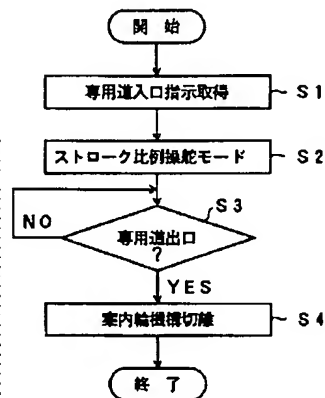 開 始
専用道入口指示取得 ~ S1
ストローク比例操舵モード ~ S2
S3
NO
専用道出口
?
YES
案内輪機構切離 ~ S4
終 了